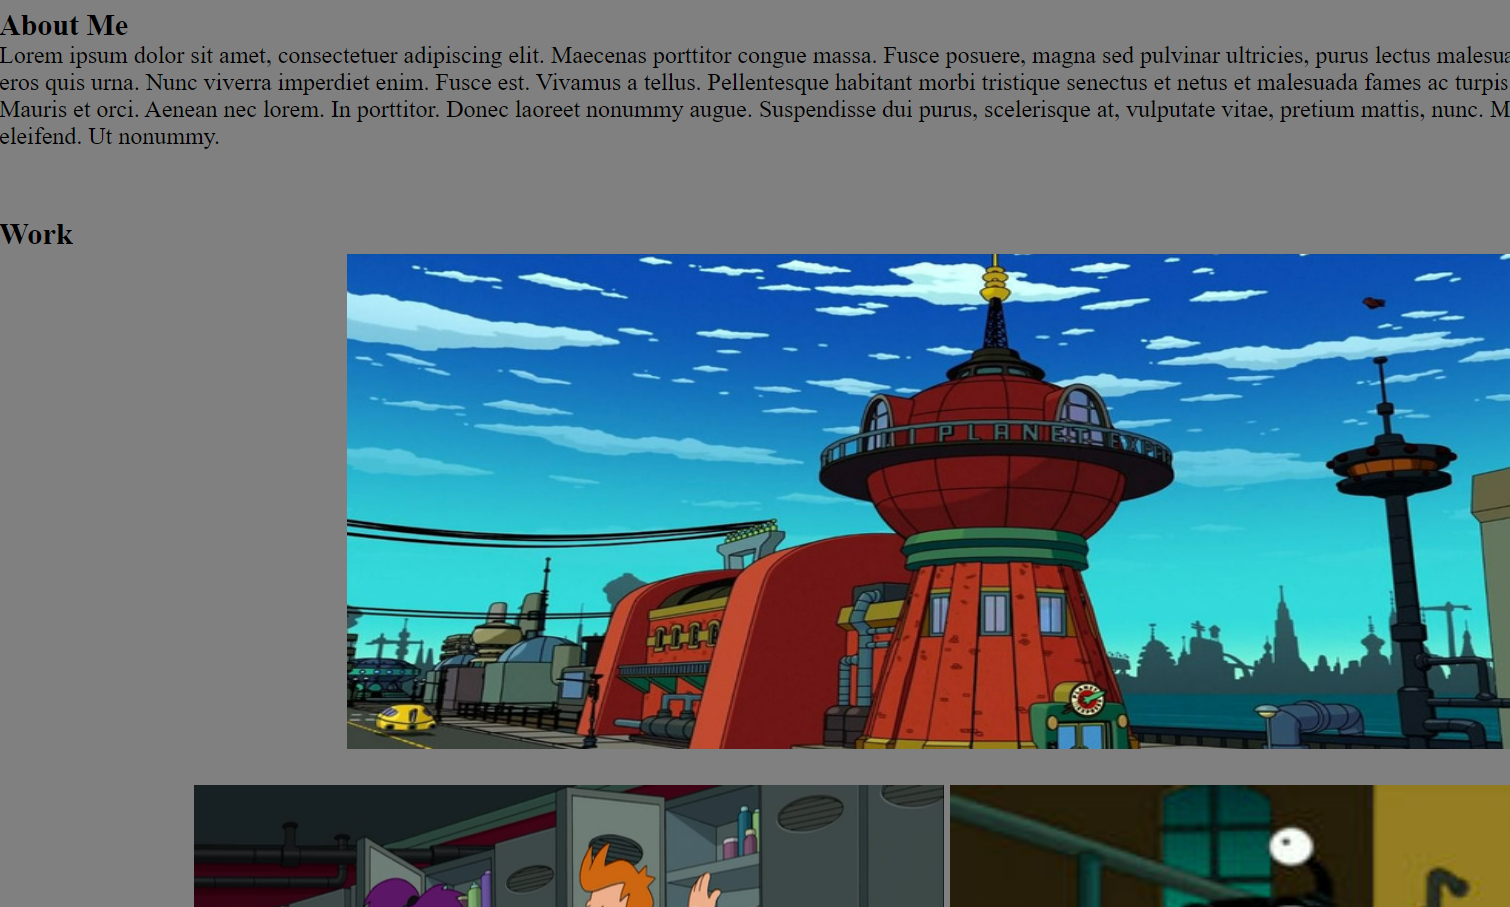 About Me
Lorem ipsum dolor sit amet, consectetuer adipiscing elit. Maecenas porttitor congue massa. Fusce posuere, magna sed pulvinar ultricies, purus lectus malesua
eros quis urna. Nunc viverra imperdiet enim. Fusce est. Vivamus a tellus. Pellentesque habitant morbi tristique senectus et netus et malesuada fames ac turpis
Mauris et orci. Aenean nec lorem. In porttitor. Donec laoreet nonummy augue. Suspendisse dui purus, scelerisque at, vulputate vitae, pretium mattis, nunc. M
eleifend. Ut nonummy.
Work
PLANET EXP